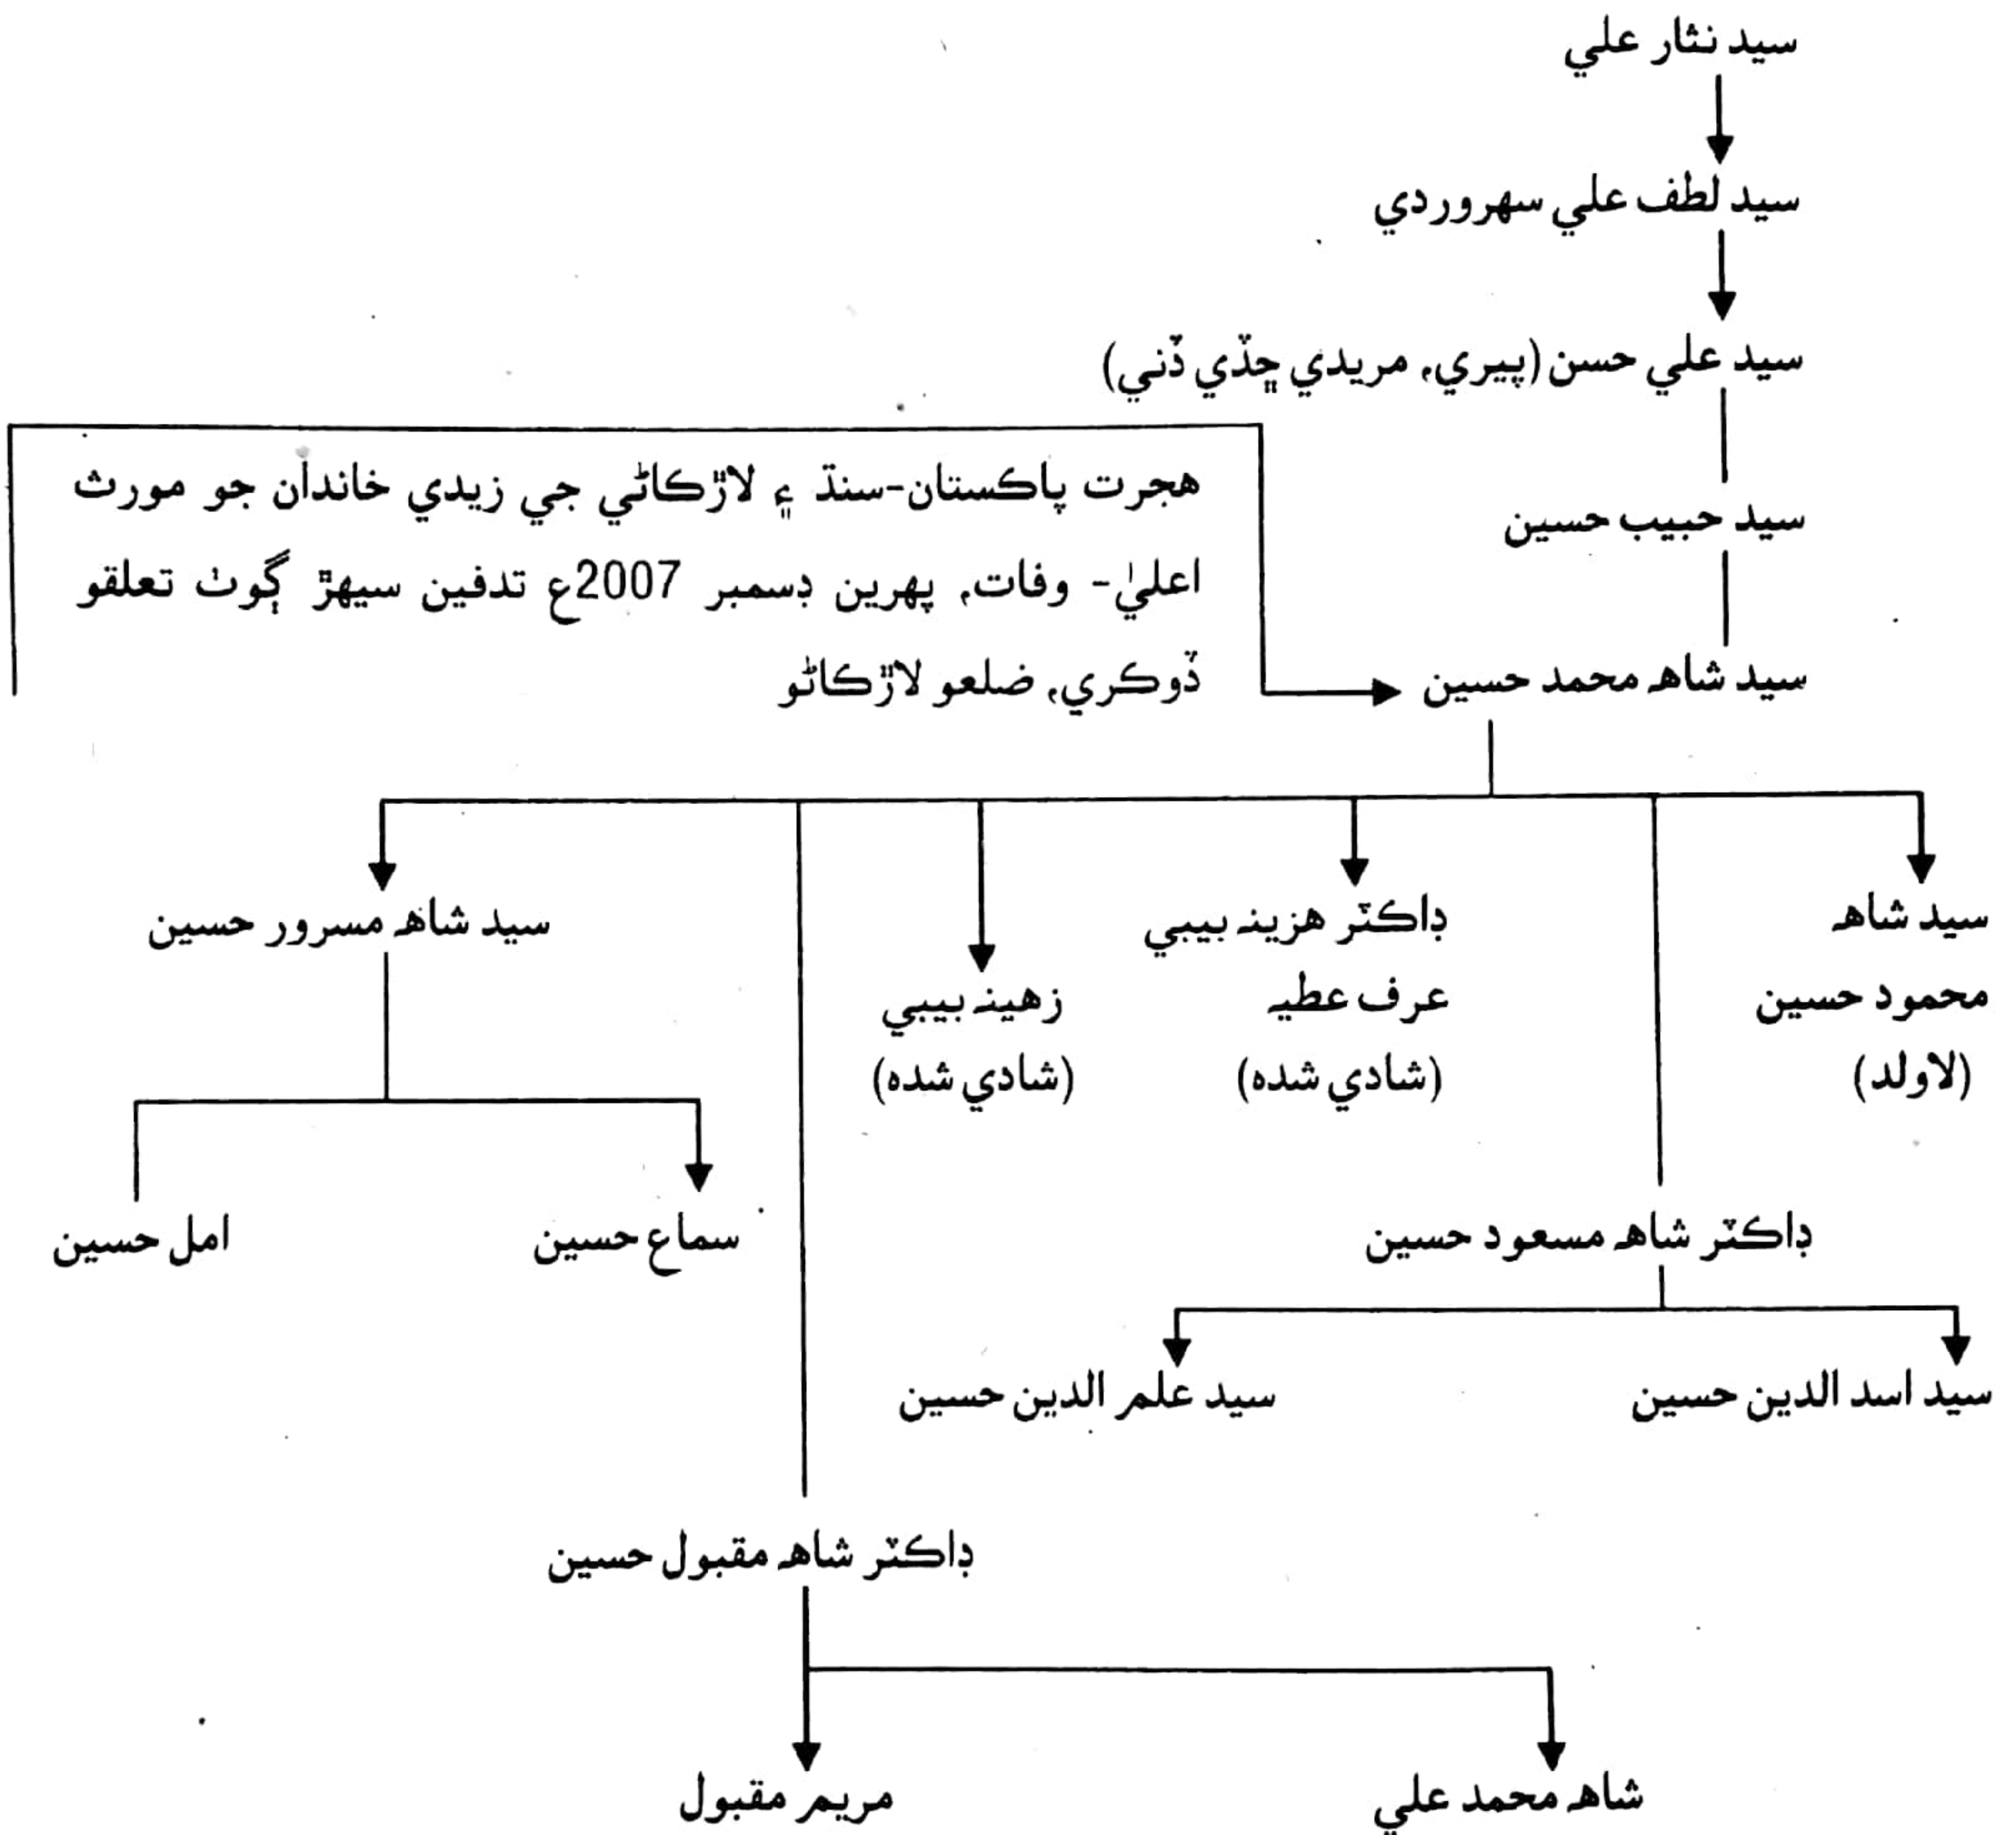 سيد نثار علي
سيد لطف علي سهروردي
سيد علي حسن (پيري، مريدي ڇڏي ڏني)
هجرت پاڪستان-سنڌ ۽ لاڙڪاڻي جي زيدي خاندان جو مورث
اعليٰ- وفات، پهرين ڊسمبر 2007ع تدفين سيهڙ ڳوٺ تعلقو
ڏوڪري، ضلعو لاڙڪاڻو
سيد حبيب حسين
سيد شاهه محمد حسين
سيد شاهه
محمود حسين
(لاولد)
ڊاڪٽر هزينه بيبي
عرف عطيه
(شادي شده)
زهينه بيبي
(شادي شده)
سيد شاهه مسرور حسين
سماع حسين
امل حسين
ڊاڪٽر شاهه مسعود حسين
سيد اسد الدين حسين
سيد علم الدين حسين
ڊاڪٽر شاهه مقبول حسين
شاهه محمد علي
مريم مقبول